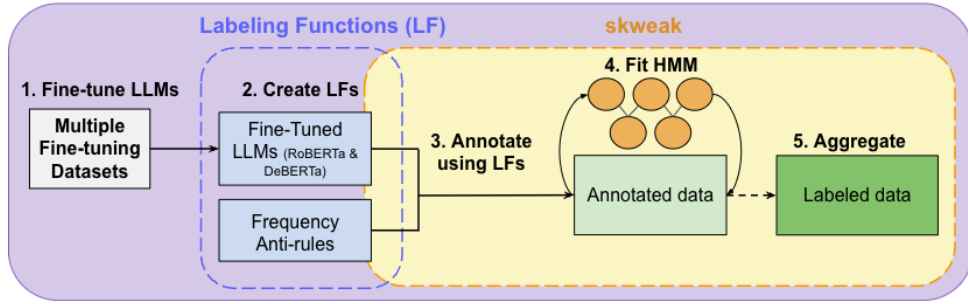 Labeling Functions (LF)
skweak
1. Fine-tune LLMs
Multiple
Fine-tuning
Datasets
2. Create LFs
Fine-Tuned
LLMs (RoBERTa &
DeBERTa)
Frequency
Anti-rules
3. Annotate
using LFs
4. Fit HMM
Annotated data
5. Aggregate
Labeled data